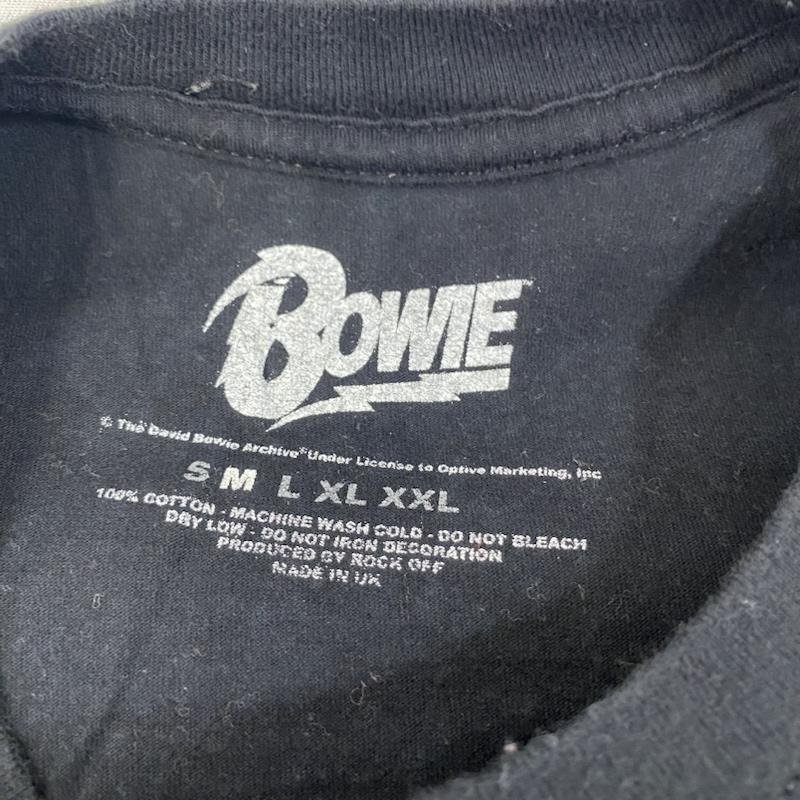 BOWIE
© The David Bowie Archive® Under License to Optive Marketing, Inc
S M L XL XXL
100% COTTON - MACHINE WASH COLD - DO NOT BLEACH
DRY LOW - DO NOT IRON DECORATION
PRODUCED BY ROCK OFF
MADE IN UK